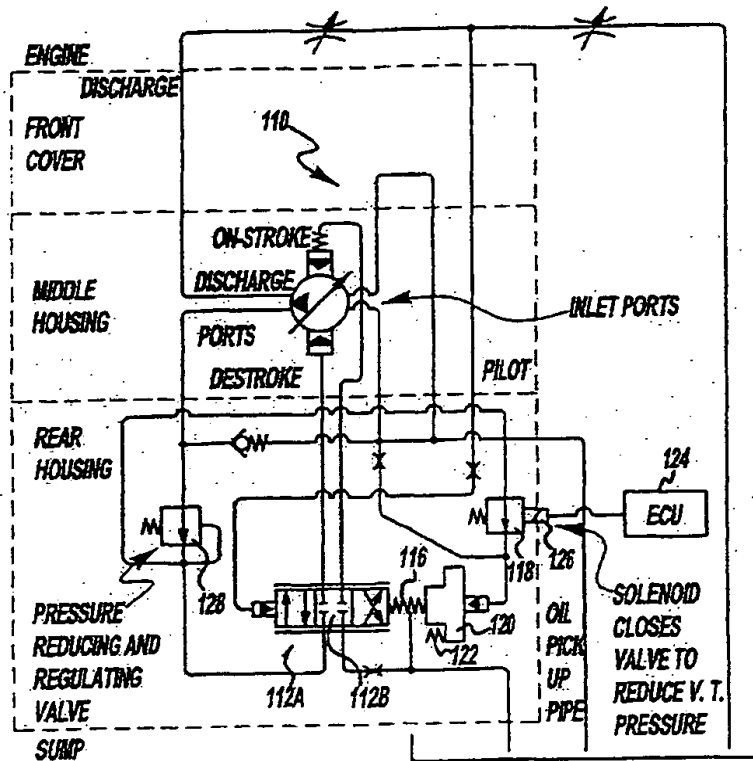 ENGINE
DISCHARGE
FRONT
COVER
110
ON-STROKE
DISCHARGE
MIDDLE
HOUSING
INLET PORTS
PORTS
DESTROKE
PILOT
REAR
HOUSING
124
ECU
116
118
126
128
120
122
PRESSURE
REDUCING AND
REGULATING
VALVE
112A
112B
OIL
PICK
UP
PIPE
SOLENOID
CLOSES
VALVE TO
REDUCE V. T.
PRESSURE
SUMP